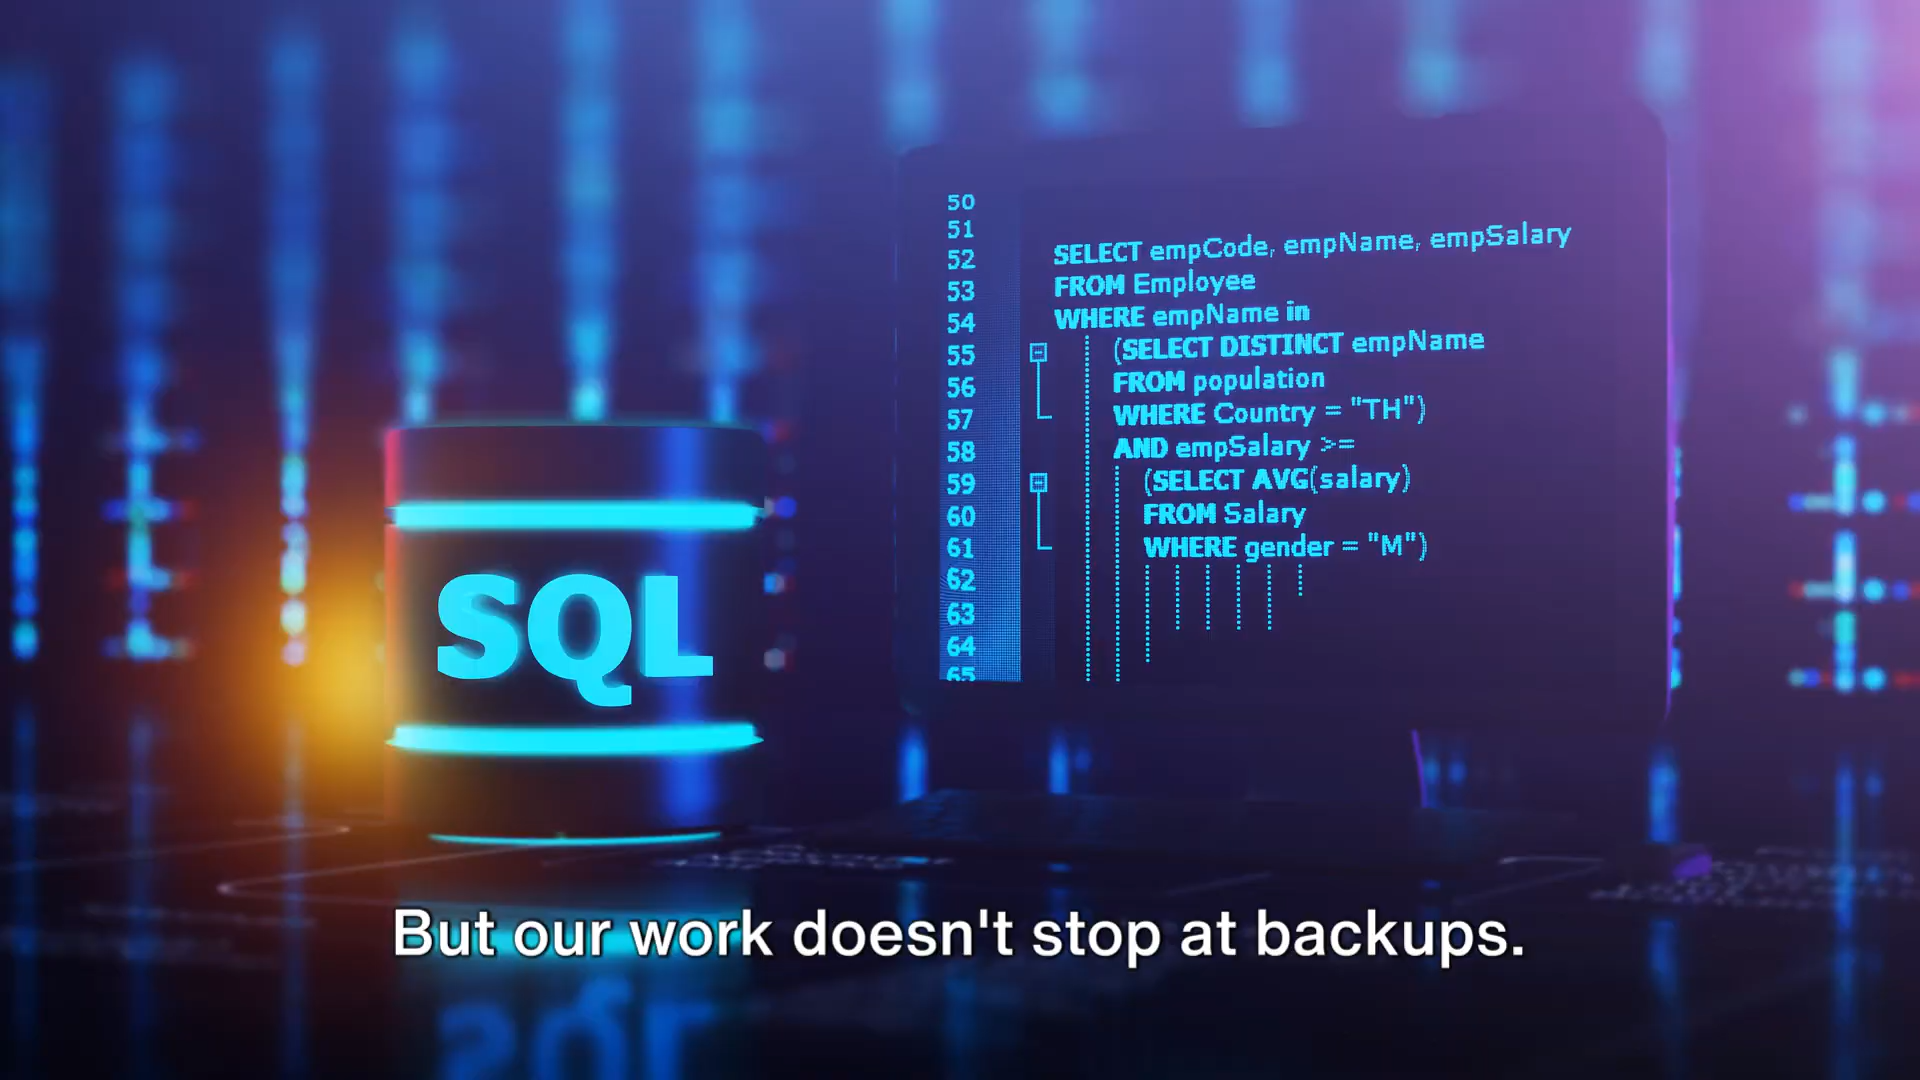 SQL
50
51
52
53
54
55
56
57
58
59
60
61
62
63
64
65
SELECT empCode, empName, empSalary
FROM Employee
WHERE empName in
(SELECT DISTINCT empName
FROM population
WHERE Country = "TH")
AND empSalary >=
(SELECT AVG(salary)
FROM Salary
WHERE gender = "M")
But our work doesn't stop at backups.